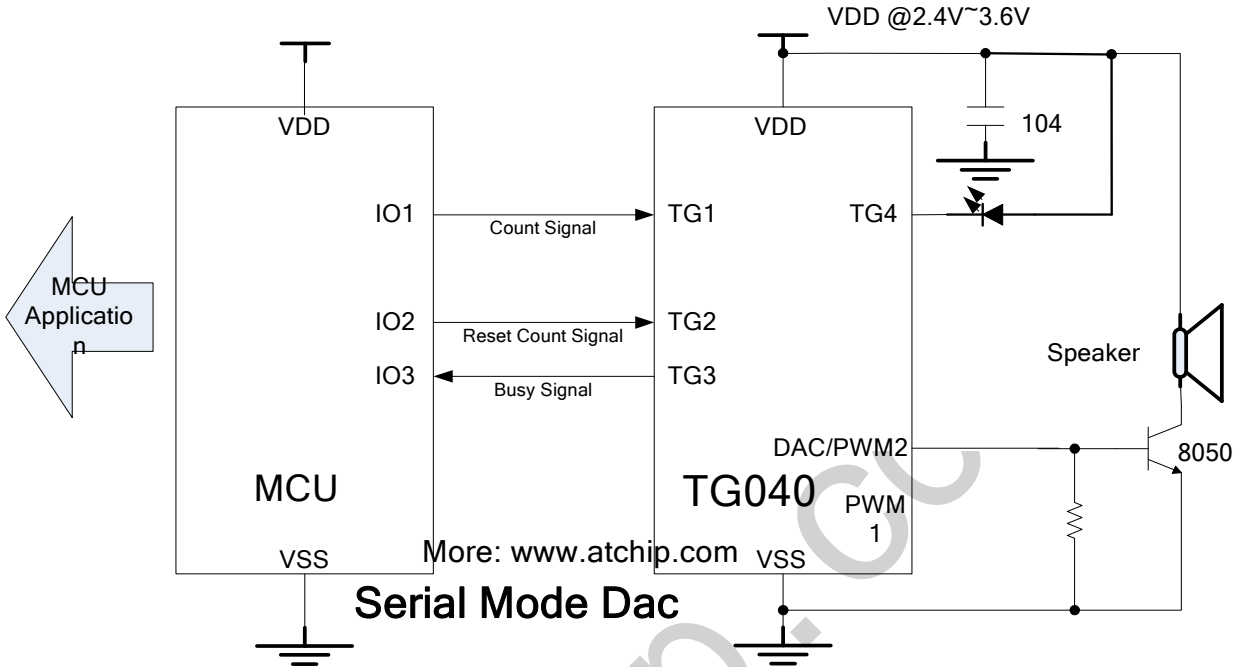 VDD @2.4V~3.6V
VDD
VDD
104
IO1
Count Signal
TG1
TG4
MCU
Applicatio
n
IO2
Reset Count Signal
TG2
IO3
Busy Signal
TG3
Speaker
DAC/PWM2
8050
MCU
TG040
PWM
1
VSS
More: www.atchip.com
VSS
Serial Mode Dac
p.cc